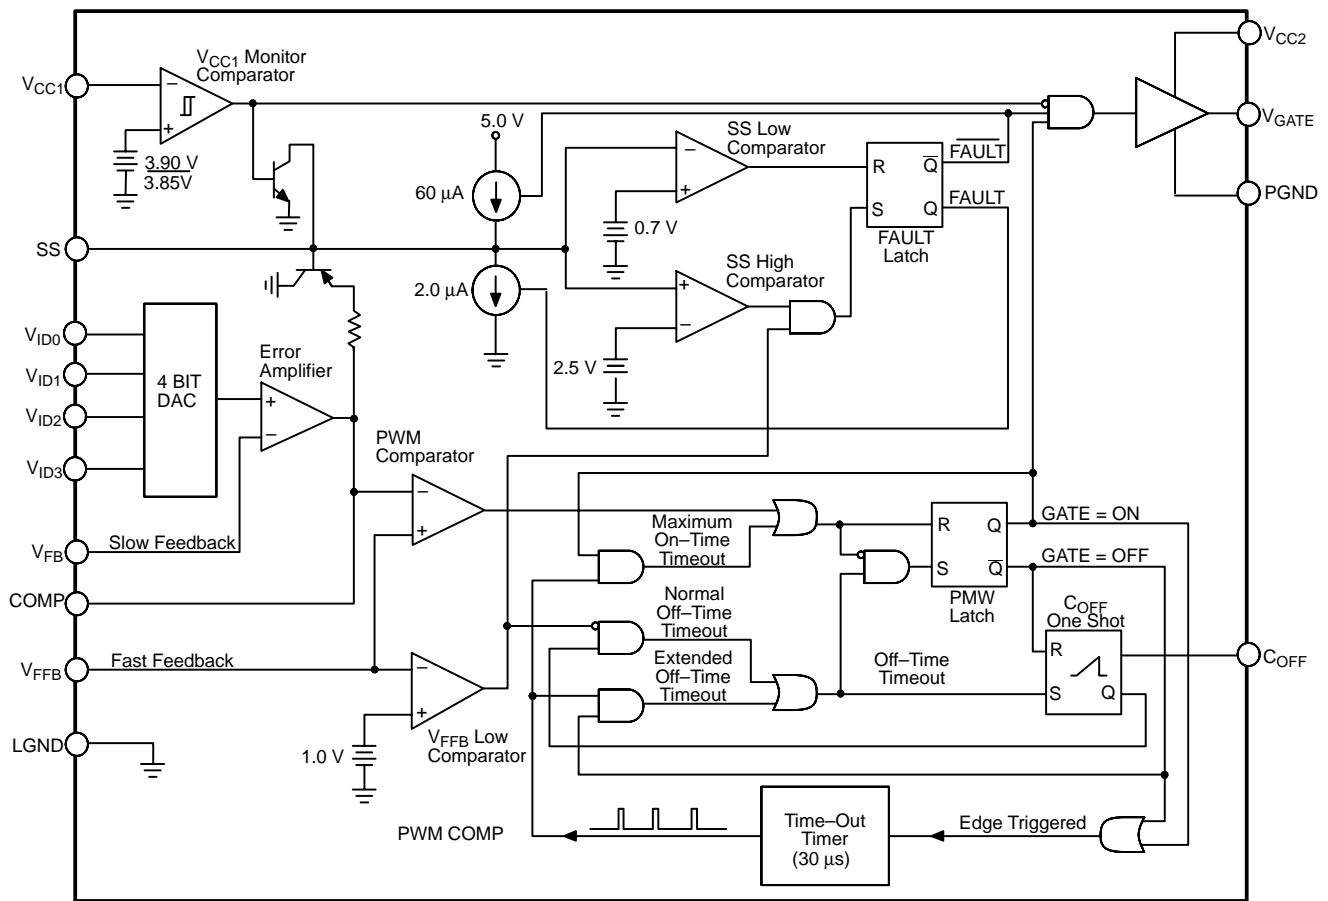 VCC1 Monitor
Comparator
VCC1
−
+
3.90 V
3.85V
5.0 V
60 μA
SS Low
Comparator
−
+
0.7 V
R
Q
FAULT
S
Q
FAULT
FAULT
Latch
VCC2
VGATE
PGND
SS
2.0 μA
SS High
Comparator
+
−
2.5 V
VID0
VID1
VID2
VID3
4 BIT
DAC
Error
Amplifier
+
−
PWM
Comparator
−
+
VFB
Slow Feedback
COMP
VFFB
Fast Feedback
LGND
−
+
1.0 V
VFFB Low
Comparator
Maximum
On−Time
Timeout
Normal
Off−Time
Timeout
Extended
Off−Time
Timeout
R
Q
GATE = ON
S
Q
GATE = OFF
PMW
Latch
COFF
One Shot
R
S
Q
Off−Time
Timeout
COFF
PWM COMP
Time−Out
Timer
(30 μs)
Edge Triggered